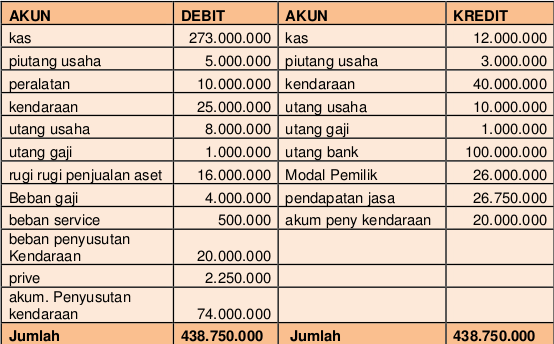 AKUN DEBIT AKUN KREDIT
kas 273.000.000 kas 12.000.000
piutang usaha 5.000.000 piutang usaha 3.000.000
peralatan 10.000.000 kendaraan 40.000.000
kendaraan 25.000.000 utang usaha 10.000.000
utang usaha 8.000.000 utang gaji 1.000.000
utang gaji 1.000.000 utang bank 100.000.000
rugi rugi penjualan aset 16.000.000 Modal Pemilik 26.000.000
Beban gaji 4.000.000 pendapatan jasa 26.750.000
beban service 500.000 akum peny kendaraan 20.000.000
beban penyusutan
Kendaraan 20.000.000
prive 2.250.000
akum. Penyusutan
kendaraan 74.000.000
Jumlah 438.750.000 Jumlah 453.750.000